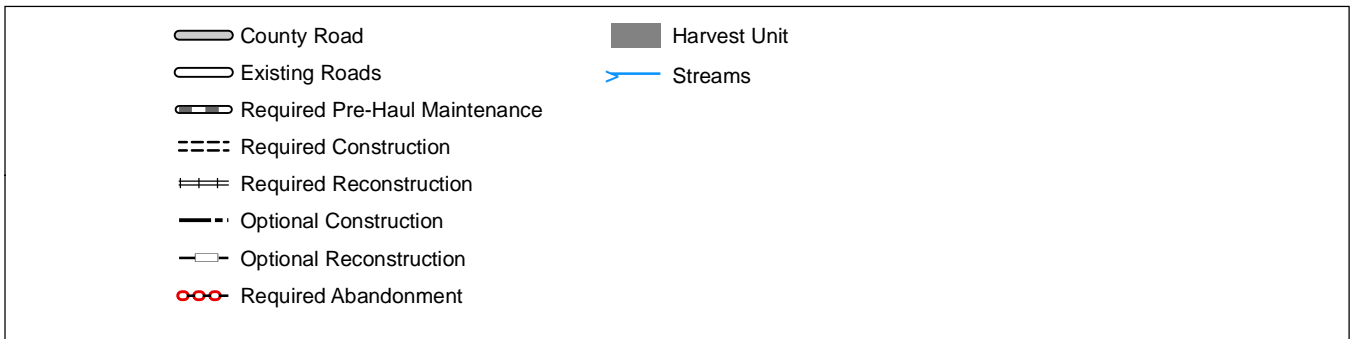 County Road
Existing Roads
Required Pre-Haul Maintenance
Required Construction
Required Reconstruction
Optional Construction
Optional Reconstruction
Required Abandonment
Harvest Unit
Streams